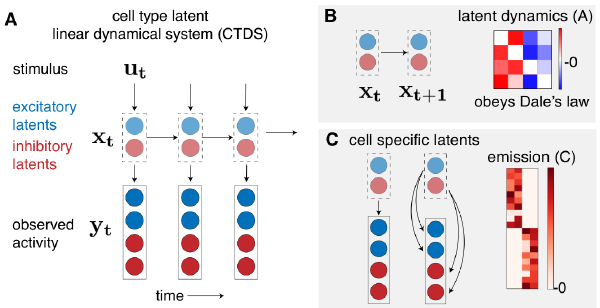 A
cell type latent
linear dynamical system (CTDS)
stimulus
u_t
excitatory
latents
inhibitory
latents
x_t
observed
activity
y_t
time
B
latent dynamics (A)
x_t
x_{t+1}
-0
obeys Dale's law
C
cell specific latents
emission (C)
-0